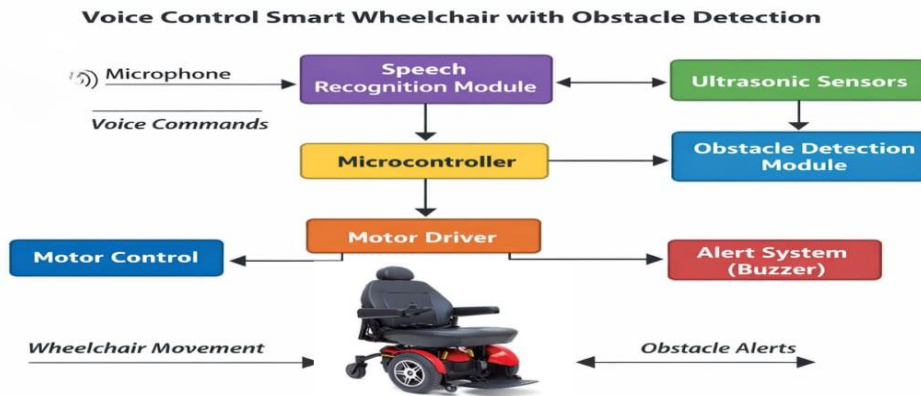 Voice Control Smart Wheelchair with Obstacle Detection
Microphone
Voice Commands
Speech
Recognition Module
Ultrasonic Sensors
Microcontroller
Obstacle Detection
Module
Motor Driver
Motor Control
Alert System
(Buzzer)
Wheelchair Movement
Obstacle Alerts